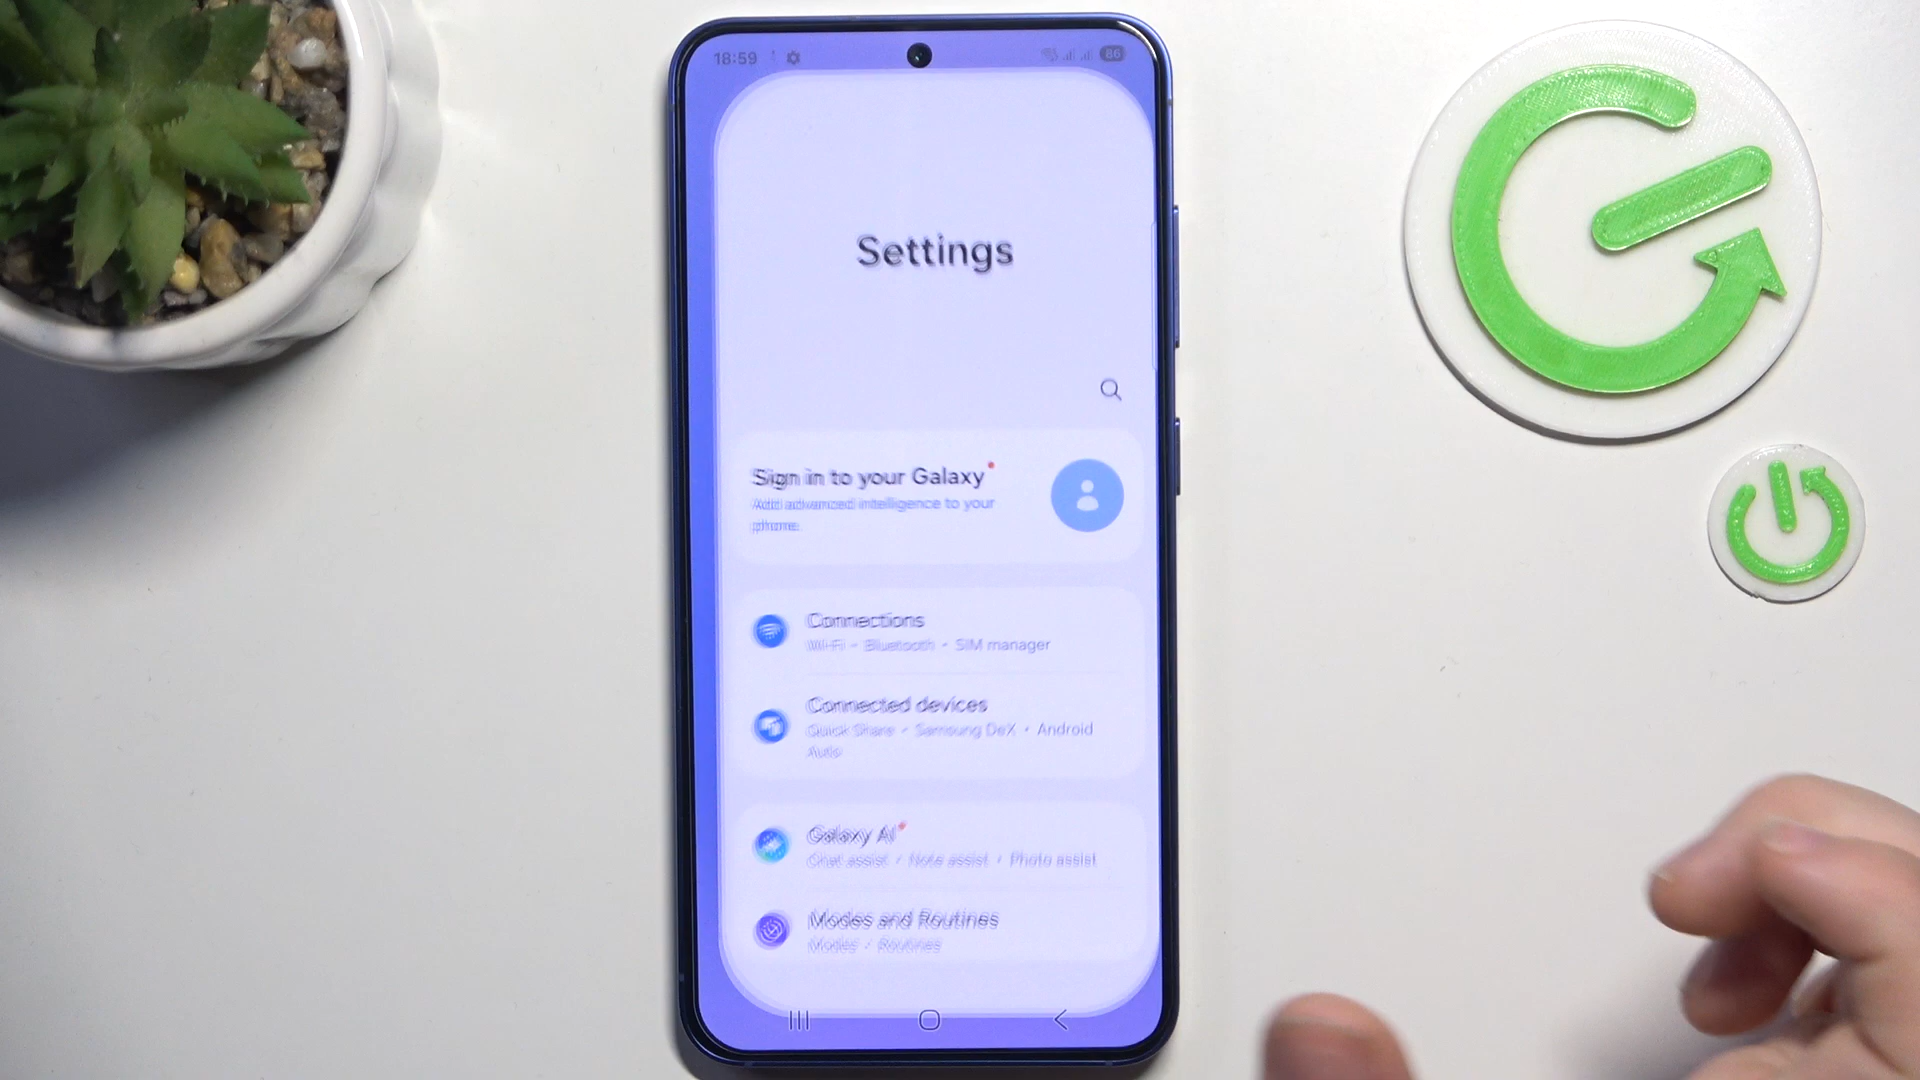 18:59
86
Settings
Sign in to your Galaxy
Add advanced intelligence to your
phone.
Connections
Wi-Fi • Bluetooth • SIM manager
Connected devices
Quick Share • Samsung DeX • Android
Auto
Galaxy AI
Chat assist • Note assist • Photo assist
Modes and Routines
Modes • Routines